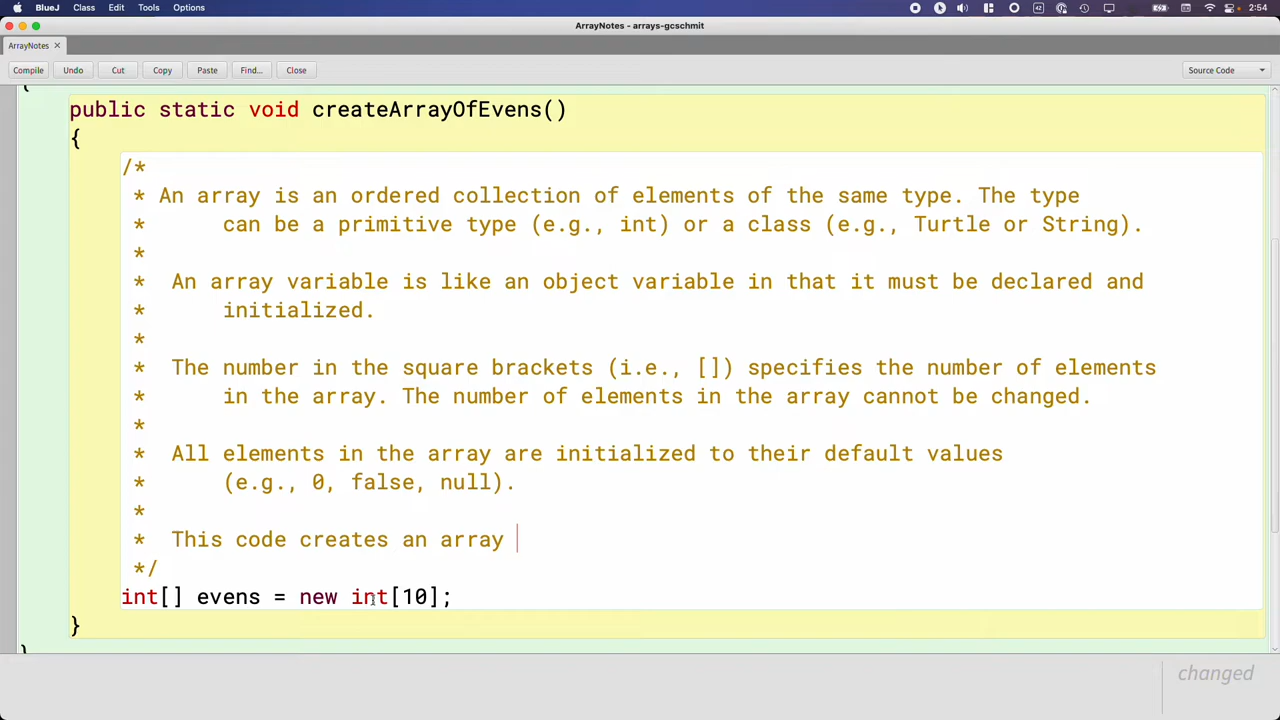 BlueJ Class Edit Tools Options 42 2:54
ArrayNotes - arrays-gcschmit
ArrayNotes ×
Compile Undo Cut Copy Paste Find... Close Source Code
{
public static void createArrayOfEvens()
{
/*
* An array is an ordered collection of elements of the same type. The type
* can be a primitive type (e.g., int) or a class (e.g., Turtle or String).
*
* An array variable is like an object variable in that it must be declared and
* initialized.
*
* The number in the square brackets (i.e., []) specifies the number of elements
* in the array. The number of elements in the array cannot be changed.
*
* All elements in the array are initialized to their default values
* (e.g., 0, false, null).
*
* This code creates an array
*/
int[] evens = new int[10];
}
}
changed